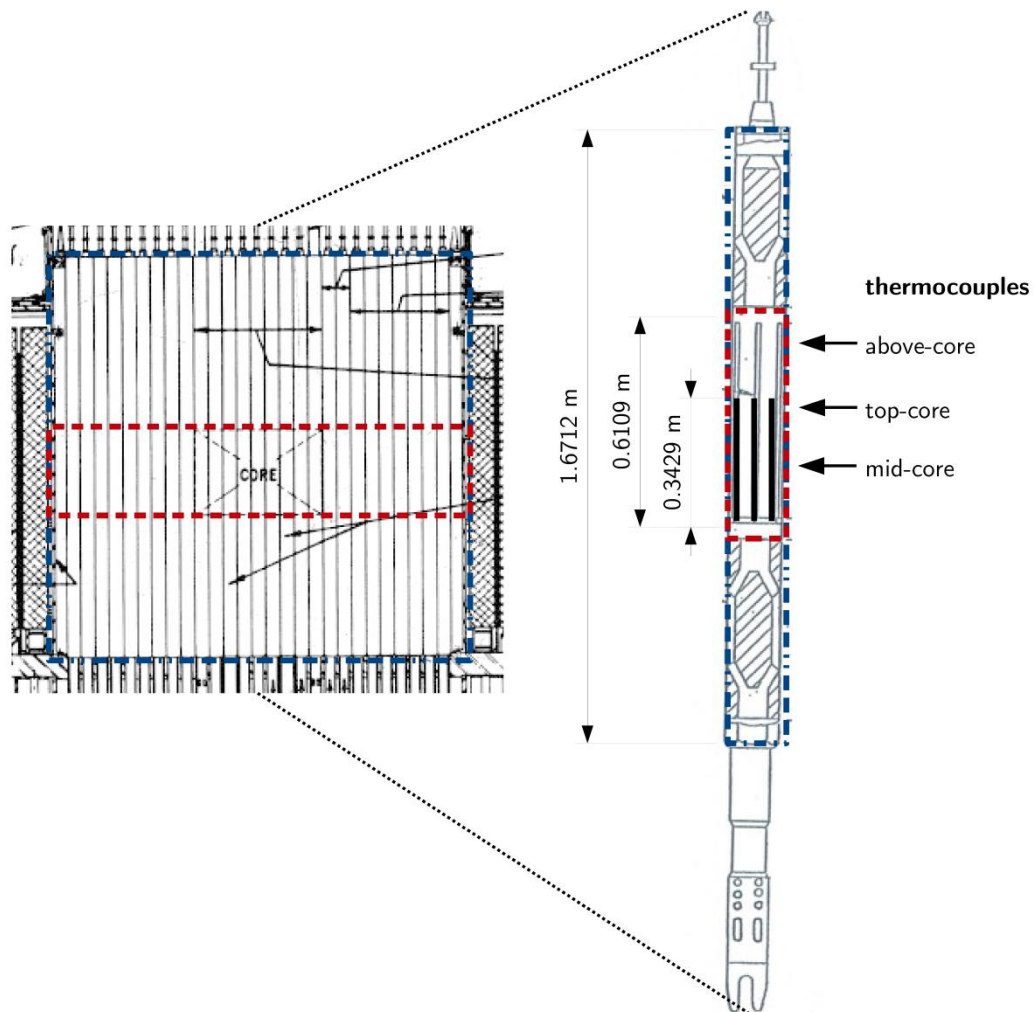 thermocouples
above-core
top-core
mid-core
1.6712 m
0.6109 m
0.3429 m
CORE